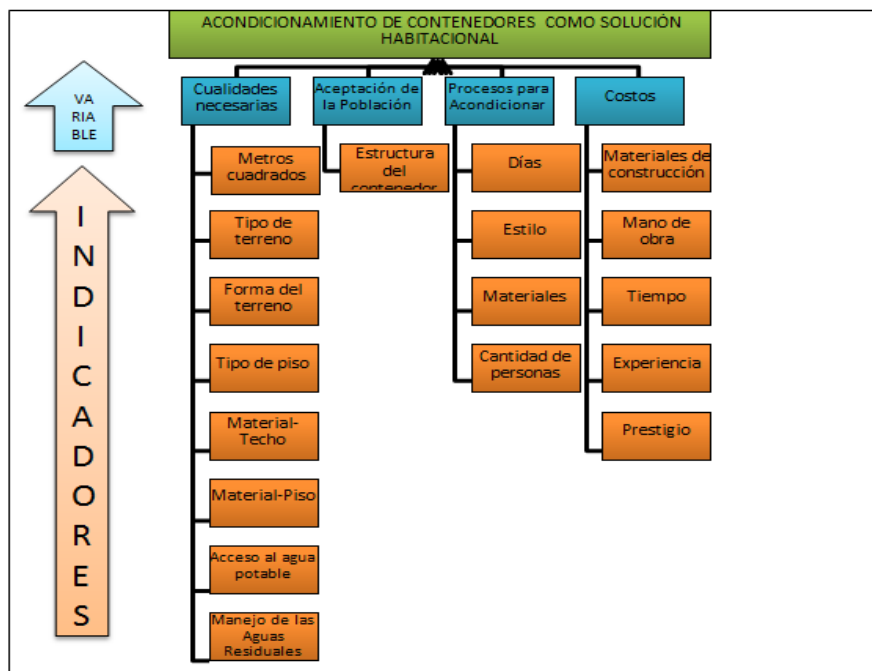 ACONDICIONAMIENTO DE CONTENEDORES COMO SOLUCIÓN
HABITACIONAL
VA
RIA
BLE
Cualidades
necesarias
Aceptación de
la Población
Procesos para
Acondicionar
Costos
INDICADORES
Metros
cuadrados
Tipo de
terreno
Forma del
terreno
Tipo de piso
Material-
Techo
Material-Piso
Acceso al agua
potable
Manejo de las
Aguas
Residuales
Estructura
del
contenedor
Días
Estilo
Materiales
Cantidad de
personas
Materiales de
construcción
Mano de
obra
Tiempo
Experiencia
Prestigio